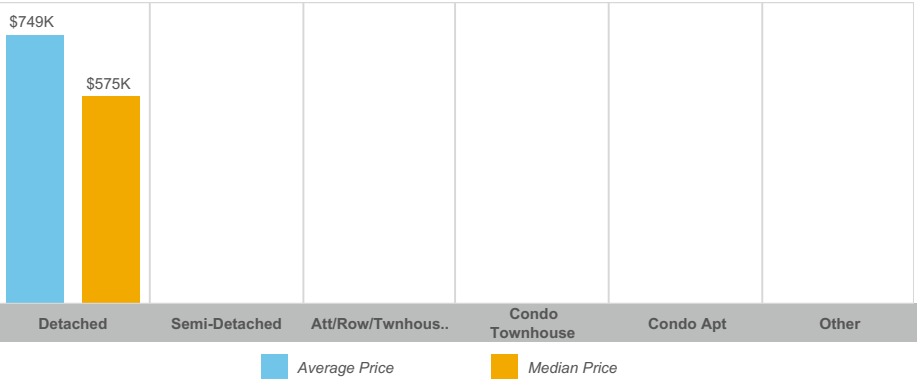 $749K
$575K
Detached
Semi-Detached
Att/Row/Twnhous..
Condo
Townhouse
Condo Apt
Other
Average Price
Median Price